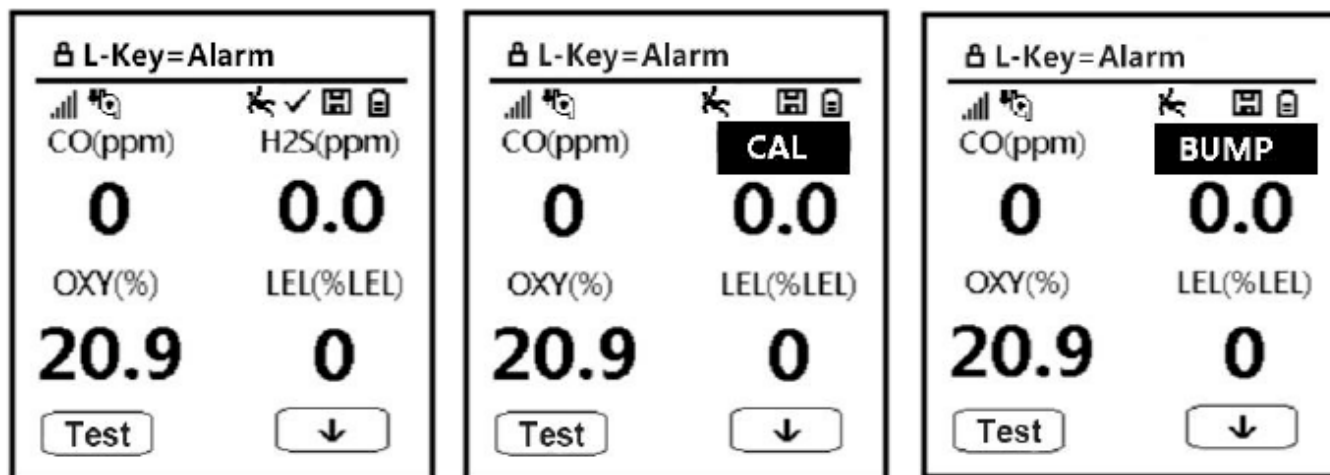 L-Key=Alarm
CO(ppm) H2S(ppm)
0 0.0
OXY(%) LEL(%LEL)
20.9 0
Test ↓
L-Key=Alarm
CO(ppm) CAL
0 0.0
OXY(%) LEL(%LEL)
20.9 0
Test ↓
L-Key=Alarm
CO(ppm) BUMP
0 0.0
OXY(%) LEL(%LEL)
20.9 0
Test ↓